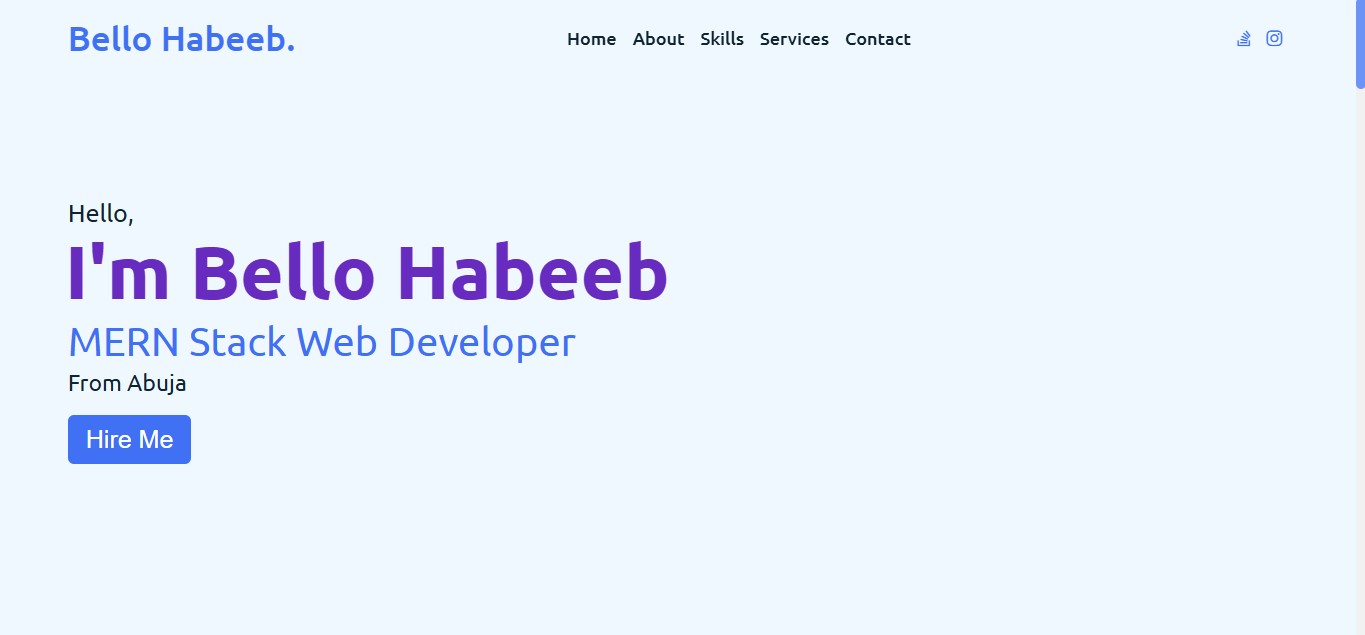 Bello Habeeb.
Home About Skills Services Contact
Hello,
I'm Bello Habeeb
MERN Stack Web Developer
From Abuja
Hire Me